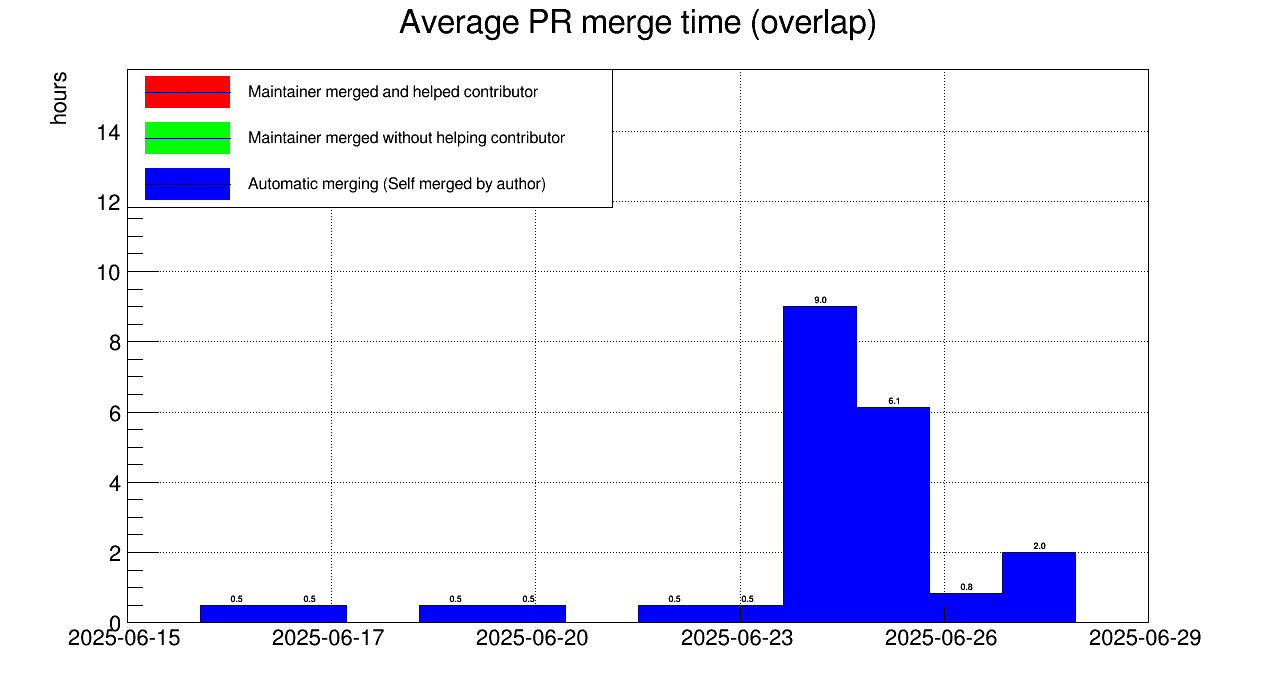 Average PR merge time (overlap)
hours
Maintainer merged and helped contributor
Maintainer merged without helping contributor
Automatic merging (Self merged by author)
14
12
10
8
6
4
2
0
9.0
6.1
2.0
0.8
0.5 0.5 0.5 0.5 0.5 0.5
2025-06-15 2025-06-17 2025-06-20 2025-06-23 2025-06-26 2025-06-29